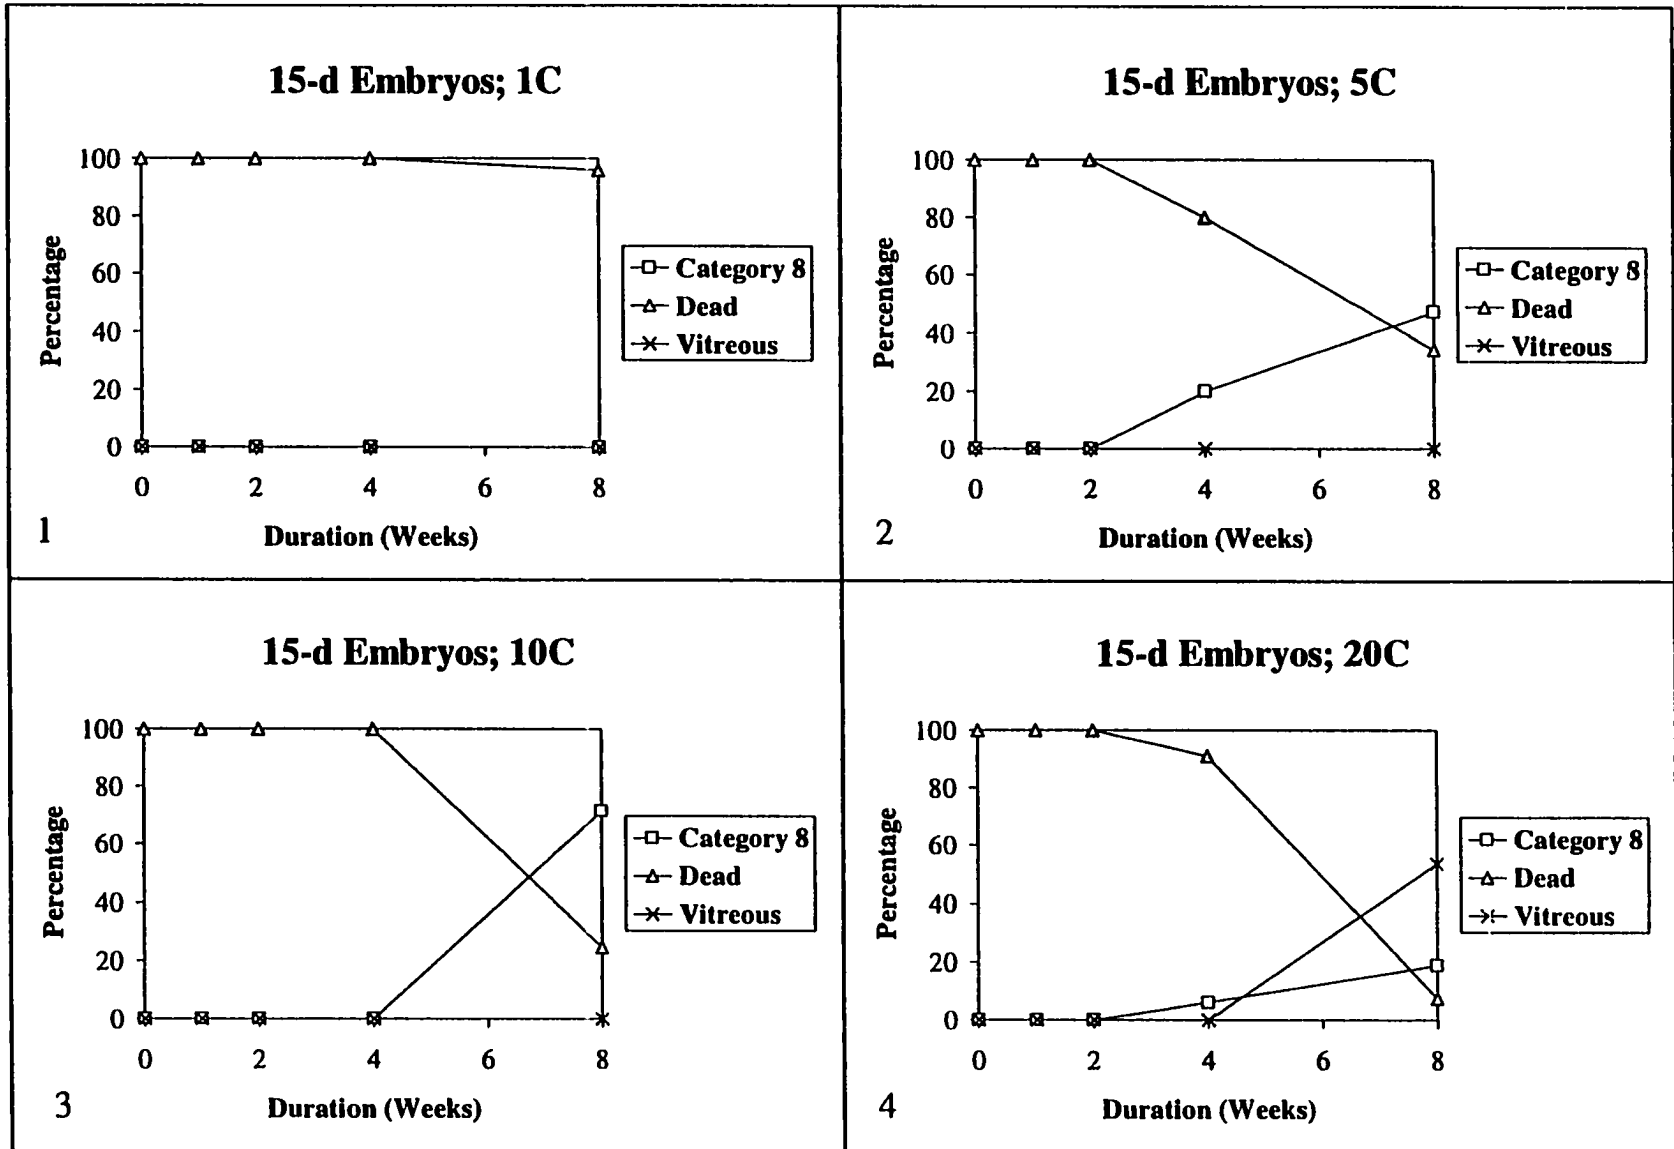 15-d Embryos; 1C
100
80
60
40
20
0
Percentage
0 2 4 6 8
Duration (Weeks)
Category 8
Dead
Vitreous
1
15-d Embryos; 5C
100
80
60
40
20
0
Percentage
0 2 4 6 8
Duration (Weeks)
Category 8
Dead
Vitreous
2
15-d Embryos; 10C
100
80
60
40
20
0
Percentage
0 2 4 6 8
Duration (Weeks)
Category 8
Dead
Vitreous
3
15-d Embryos; 20C
100
80
60
40
20
0
Percentage
0 2 4 6 8
Duration (Weeks)
Category 8
Dead
Vitreous
4